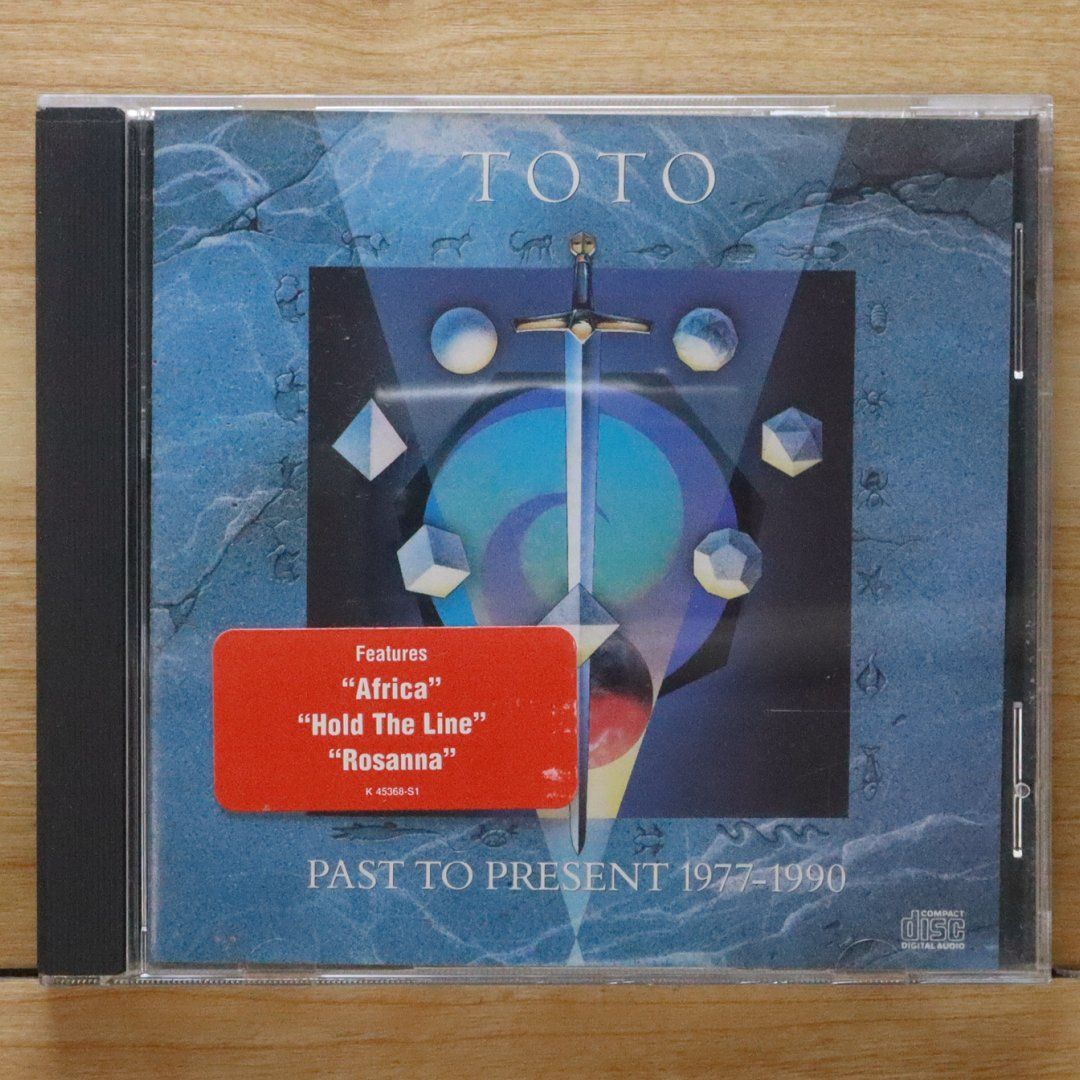 TOTO
Features
“Africa”
“Hold The Line”
“Rosanna”
K 45368-S1
PAST TO PRESENT 1977-1990
COMPACT
disc
DIGITAL AUDIO